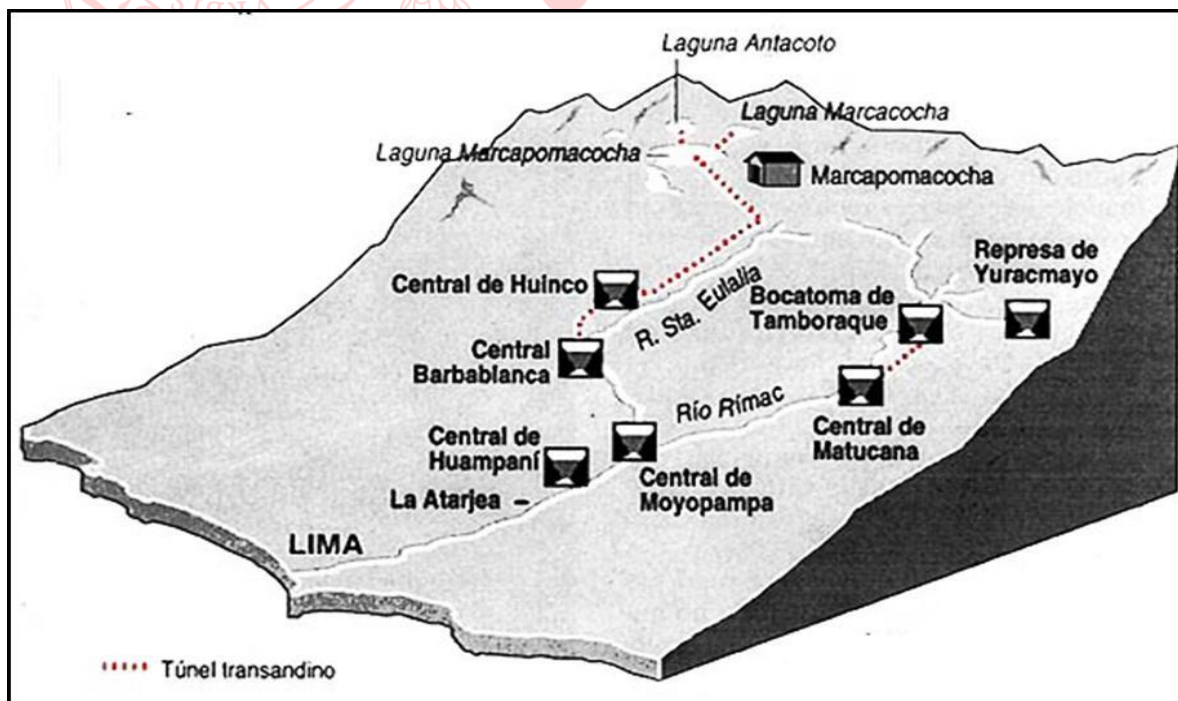 Laguna Antacoto
Laguna Marcacocha
Laguna Marcapomacocha
Marcapomacocha
Central de Huinco
R. Sta. Eulalia
Represa de
Yuracmayo
Bocatoma de
Tamboraque
Central
Barbablanca
Río Rímac
Central de
Huampaní
Central de
Matucana
La Atarjea
Central de
Moyopampa
LIMA
Túnel transandino